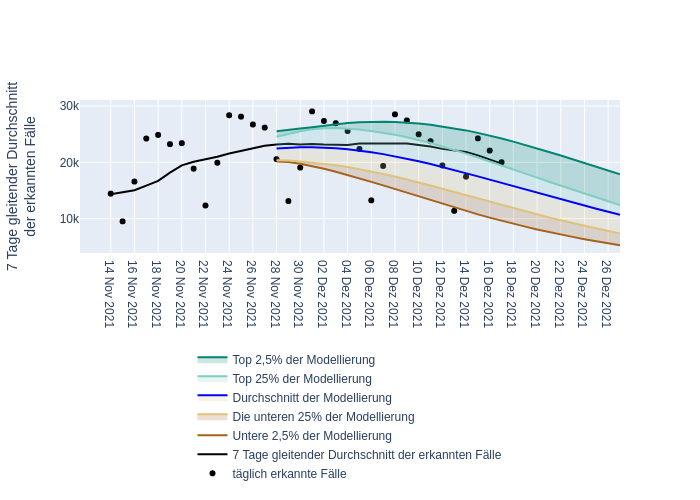 7 Tage gleitender Durchschnitt
der erkannten Fälle
30k
20k
10k
14 Nov 2021
16 Nov 2021
18 Nov 2021
20 Nov 2021
22 Nov 2021
24 Nov 2021
26 Nov 2021
28 Nov 2021
30 Nov 2021
02 Dez 2021
04 Dez 2021
06 Dez 2021
08 Dez 2021
10 Dez 2021
12 Dez 2021
14 Dez 2021
16 Dez 2021
18 Dez 2021
20 Dez 2021
22 Dez 2021
24 Dez 2021
26 Dez 2021
Top 2,5% der Modellierung
Top 25% der Modellierung
Durchschnitt der Modellierung
Die unteren 25% der Modellierung
Untere 2,5% der Modellierung
7 Tage gleitender Durchschnitt der erkannten Fälle
täglich erkannte Fälle